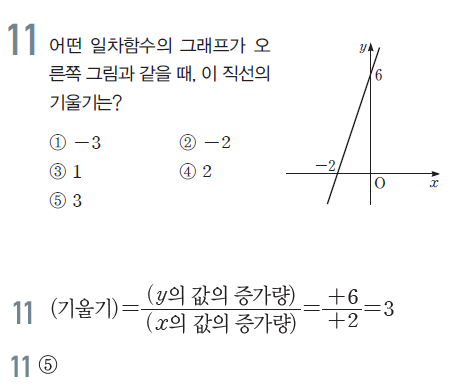 11 어떤 일차함수의 그래프가 오
른쪽 그림과 같을 때, 이 직선의
기울기는?
① −3 ② −2
③ 1 ④ 2
⑤ 3
y
6
−2
O
x
11 (기울기)=(y의 값의 증가량)/(x의 값의 증가량)=+6/+2=3
11 ⑤